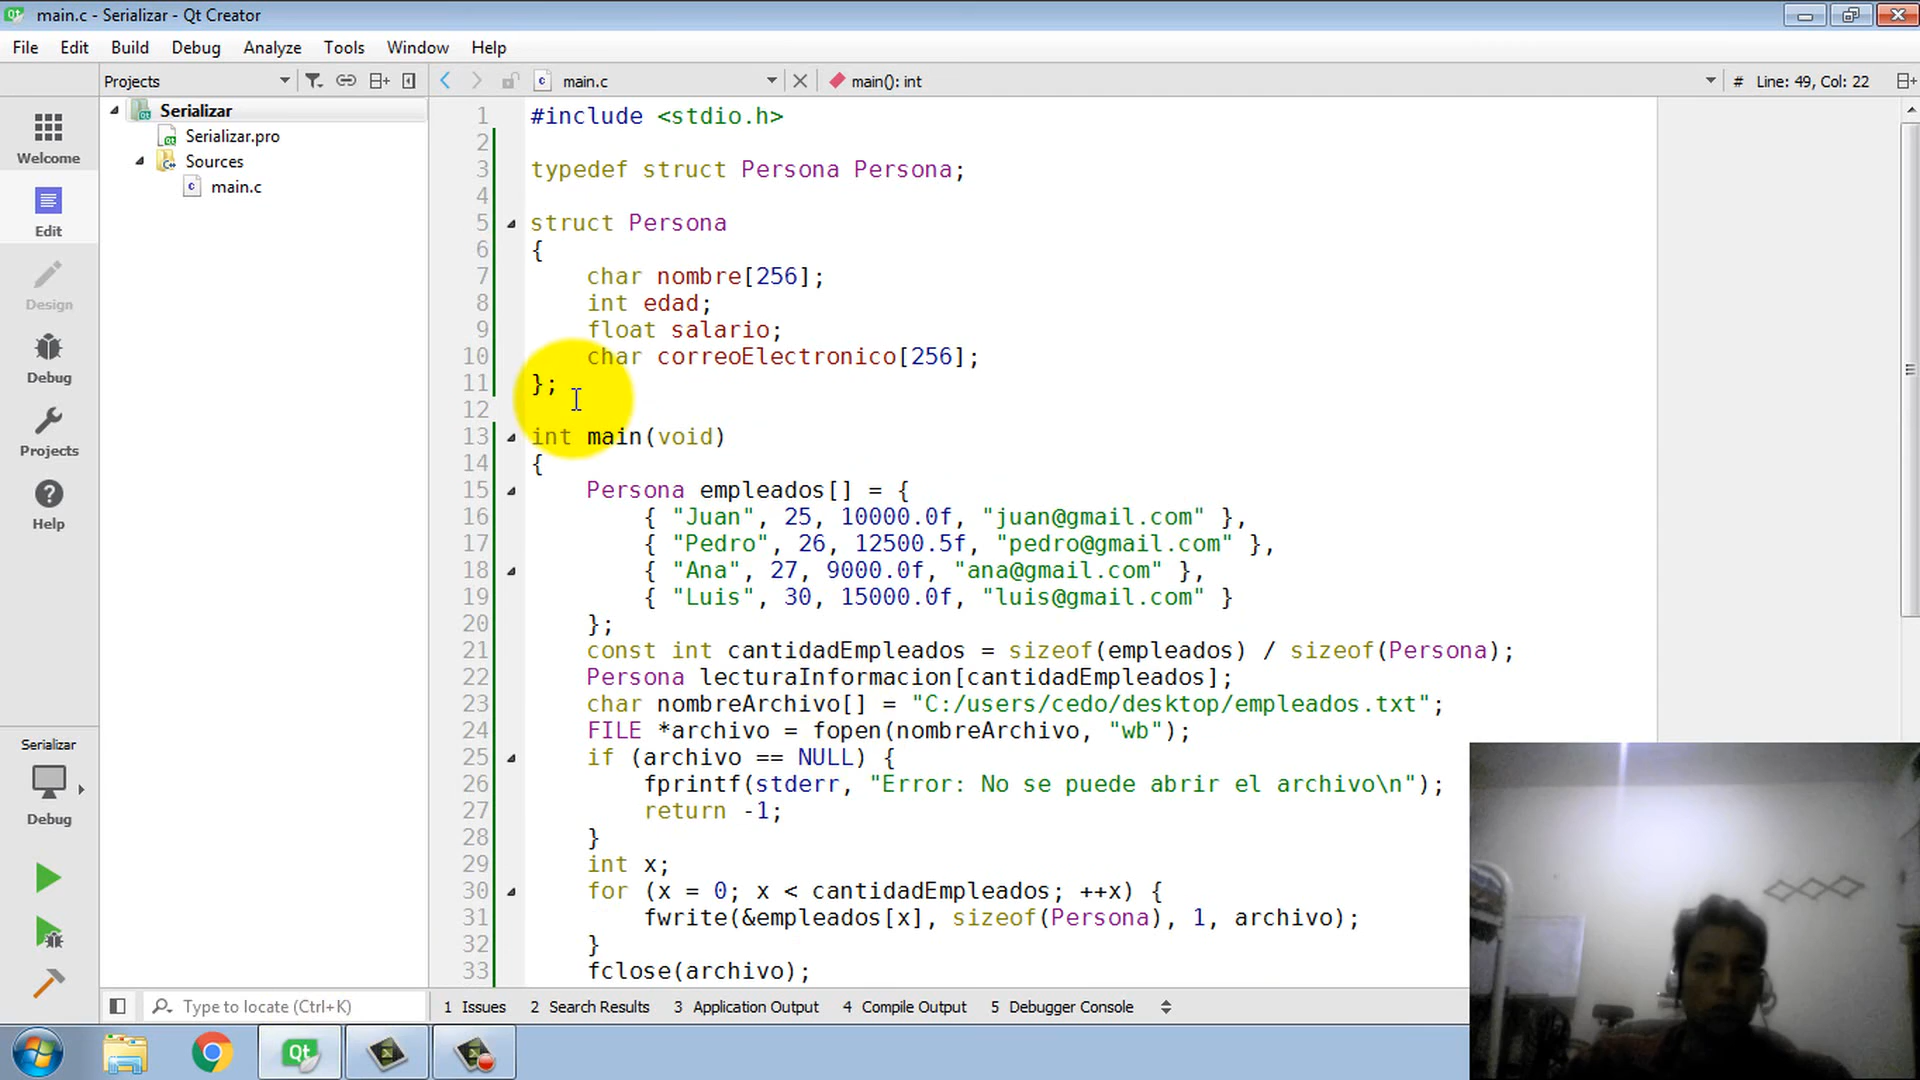 main.c - Serializar - Qt Creator
File Edit Build Debug Analyze Tools Window Help
Projects main.c main(): int # Line: 49, Col: 22
Serializar
Serializar.pro
Sources
main.c
Welcome
Edit
Design
Debug
Projects
Help
Serializar
Debug
1 #include <stdio.h>
2
3 typedef struct Persona Persona;
4
5 struct Persona
6 {
7 char nombre[256];
8 int edad;
9 float salario;
10 char correoElectronico[256];
11 };
12
13 int main(void)
14 {
15 Persona empleados[] = {
16 { "Juan", 25, 10000.0f, "juan@gmail.com" },
17 { "Pedro", 26, 12500.5f, "pedro@gmail.com" },
18 { "Ana", 27, 9000.0f, "ana@gmail.com" },
19 { "Luis", 30, 15000.0f, "luis@gmail.com" }
20 };
21 const int cantidadEmpleados = sizeof(empleados) / sizeof(Persona);
22 Persona lecturaInformacion[cantidadEmpleados];
23 char nombreArchivo[] = "C:/users/cedo/desktop/empleados.txt";
24 FILE *archivo = fopen(nombreArchivo, "wb");
25 if (archivo == NULL) {
26 fprintf(stderr, "Error: No se puede abrir el archivo\n");
27 return -1;
28 }
29 int x;
30 for (x = 0; x < cantidadEmpleados; ++x) {
31 fwrite(&empleados[x], sizeof(Persona), 1, archivo);
32 }
33 fclose(archivo);
Type to locate (Ctrl+K) 1 Issues 2 Search Results 3 Application Output 4 Compile Output 5 Debugger Console
Qt